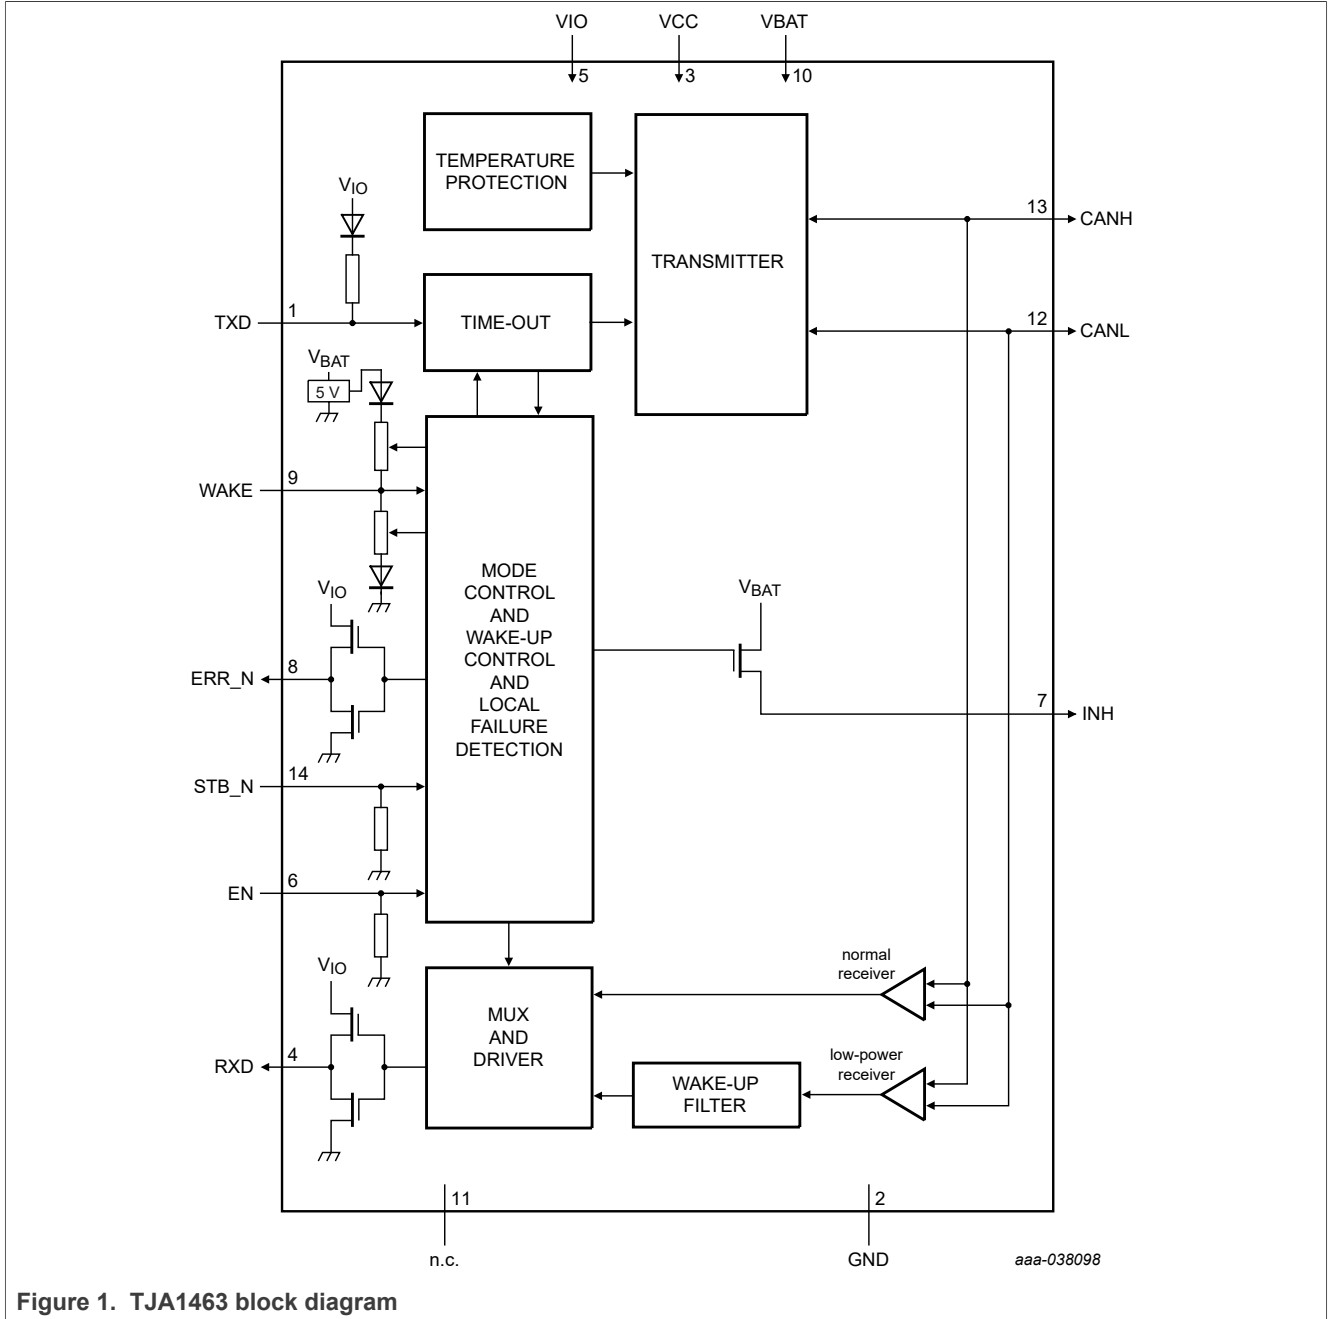 VIO VCC VBAT
5 3 10
TEMPERATURE
PROTECTION
VIO
13
CANH
TRANSMITTER
1
TXD
TIME-OUT
12
CANL
VBAT
5 V
9
WAKE
MODE
CONTROL
AND
WAKE-UP
CONTROL
AND
LOCAL
FAILURE
DETECTION
VIO
VBAT
8
ERR_N
7
INH
14
STB_N
6
EN
normal
receiver
VIO
MUX
AND
DRIVER
4
RXD
low-power
receiver
WAKE-UP
FILTER
11
2
n.c.
GND
aaa-038098
Figure 1. TJA1463 block diagram